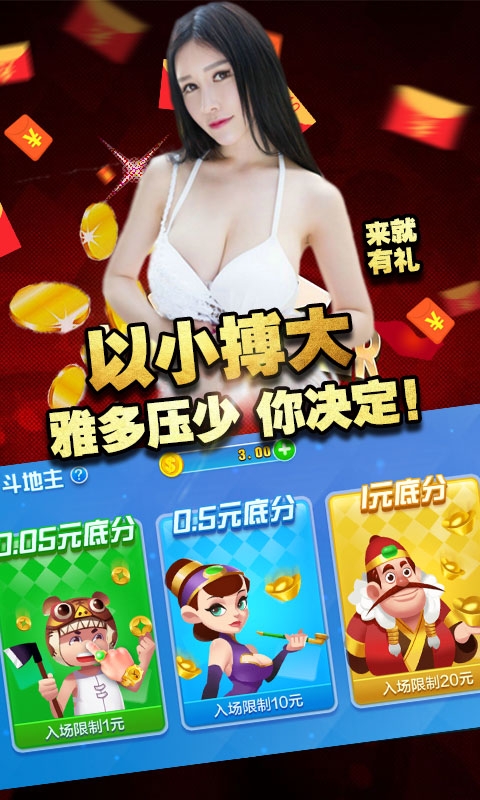 来就
有礼
以小搏大
雅多压少 你决定!
斗地主 ?
3.00 +
0.05元底分
0.5元底分
1元底分
入场限制1元
入场限制10元
入场限制20元